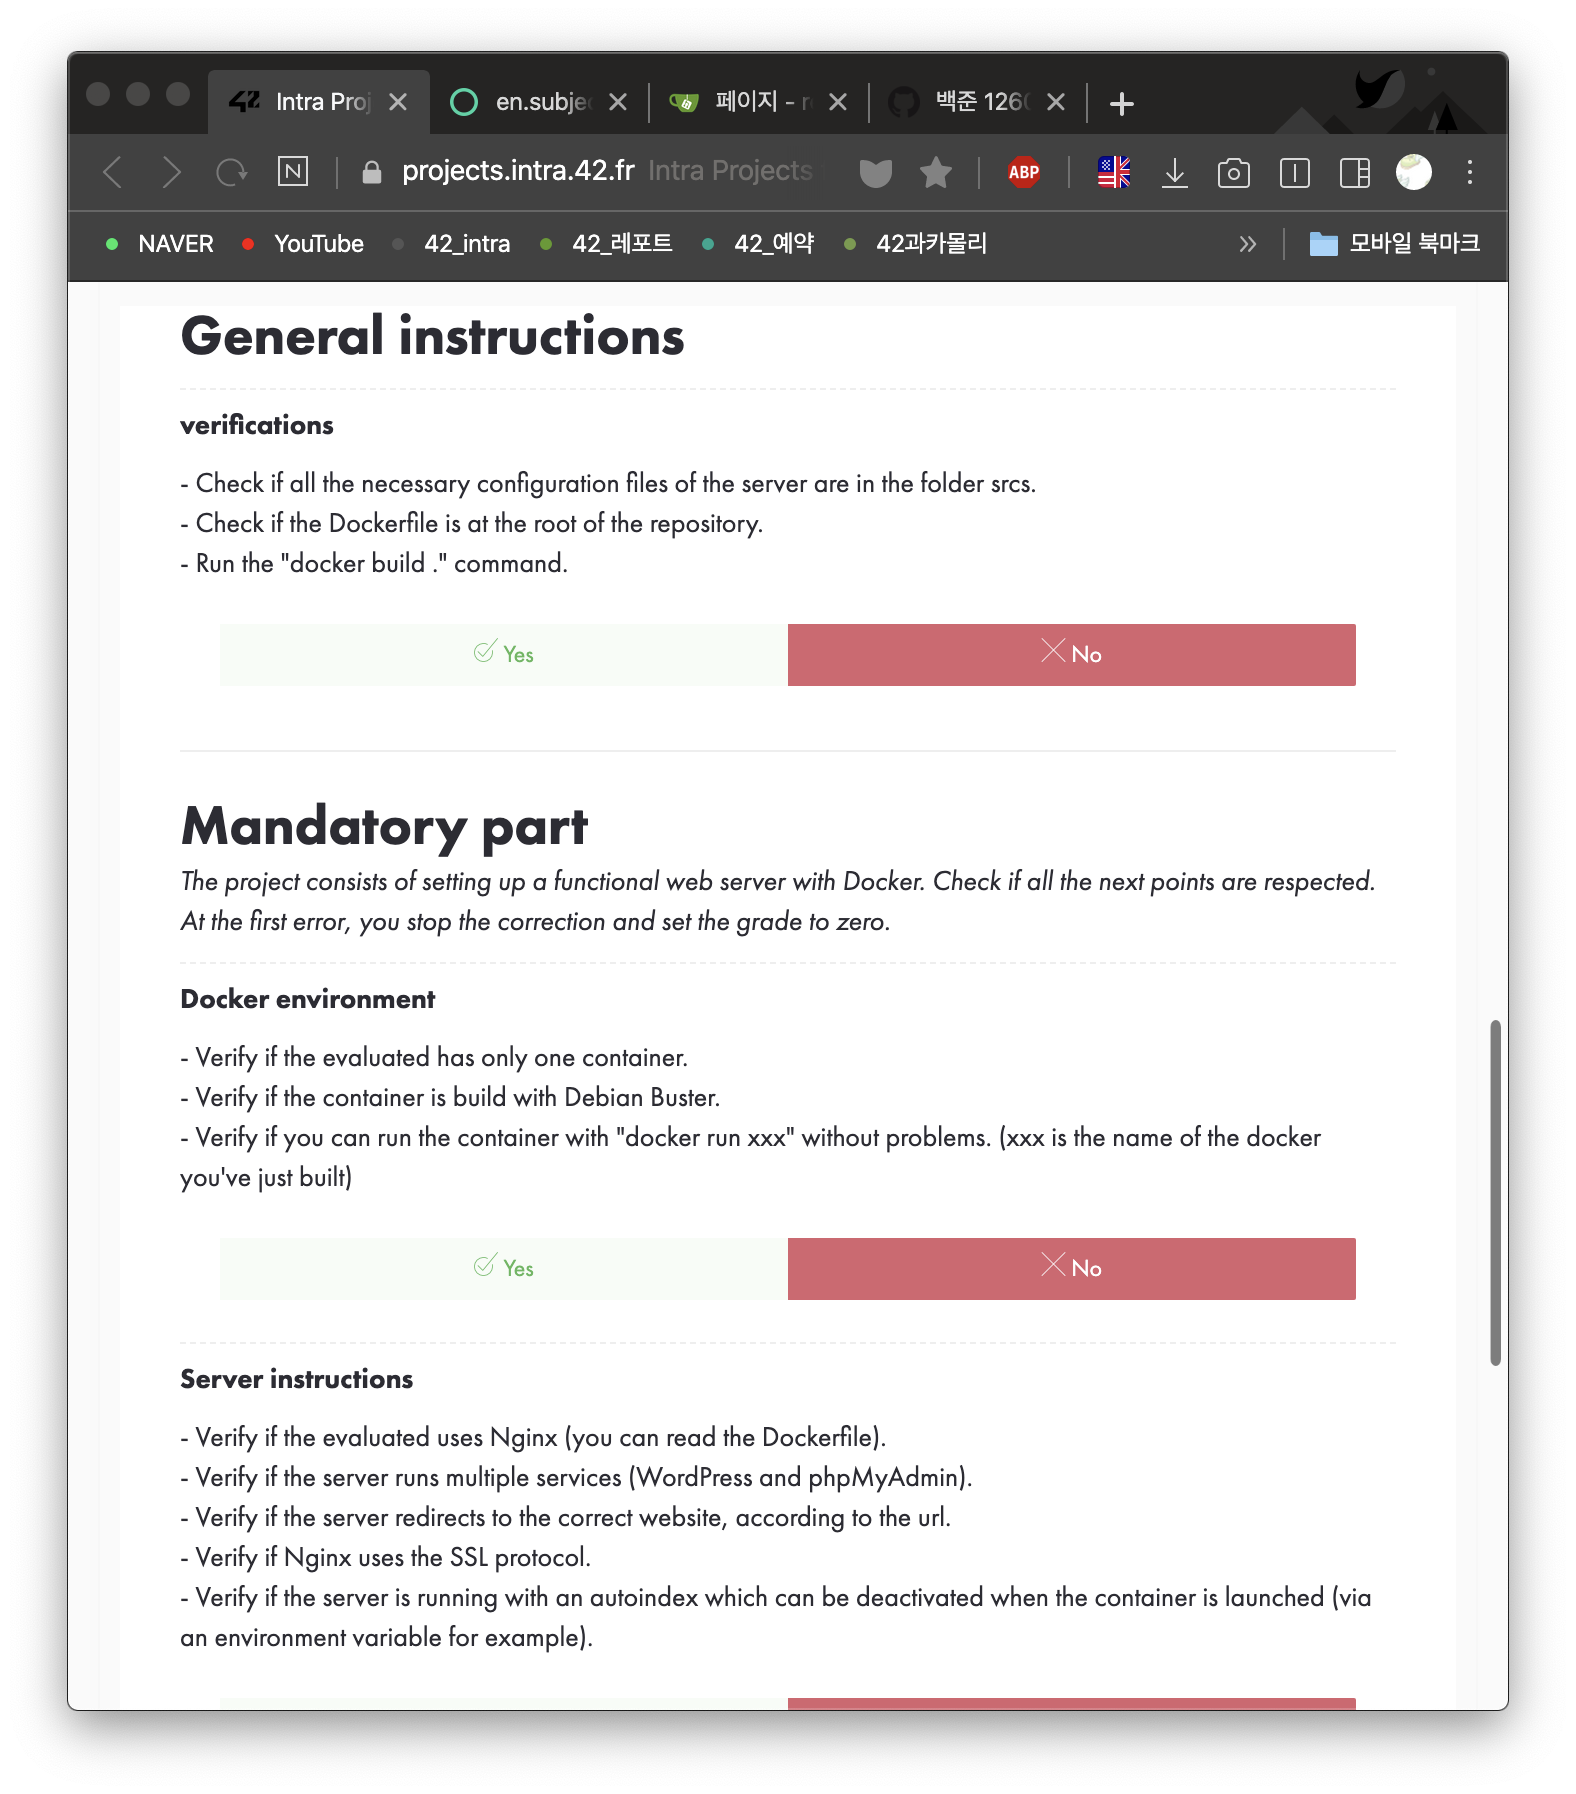 42 Intra Proj
en.subje
페이지 - r
백준 1260
N
projects.intra.42.fr Intra Projects
ABP
NAVER
YouTube
42_intra
42_레포트
42_예약
42과카몰리
모바일 북마크
General instructions
verifications
- Check if all the necessary configuration files of the server are in the folder srcs.
- Check if the Dockerfile is at the root of the repository.
- Run the "docker build ." command.
Yes
No
Mandatory part
The project consists of setting up a functional web server with Docker. Check if all the next points are respected.
At the first error, you stop the correction and set the grade to zero.
Docker environment
- Verify if the evaluated has only one container.
- Verify if the container is build with Debian Buster.
- Verify if you can run the container with "docker run xxx" without problems. (xxx is the name of the docker
you've just built)
Yes
No
Server instructions
- Verify if the evaluated uses Nginx (you can read the Dockerfile).
- Verify if the server runs multiple services (WordPress and phpMyAdmin).
- Verify if the server redirects to the correct website, according to the url.
- Verify if Nginx uses the SSL protocol.
- Verify if the server is running with an autoindex which can be deactivated when the container is launched (via
an environment variable for example).